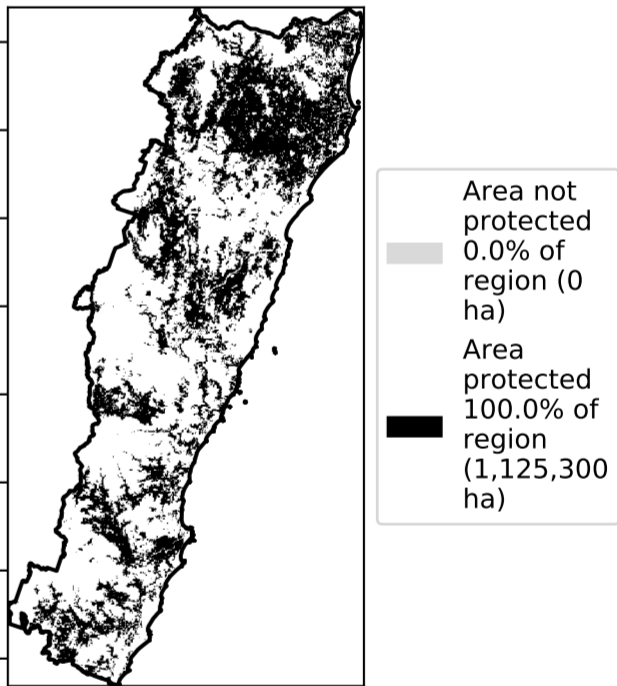 Area not
protected
0.0% of
region (0
ha)
Area
protected
100.0% of
region
(1,125,300
ha)